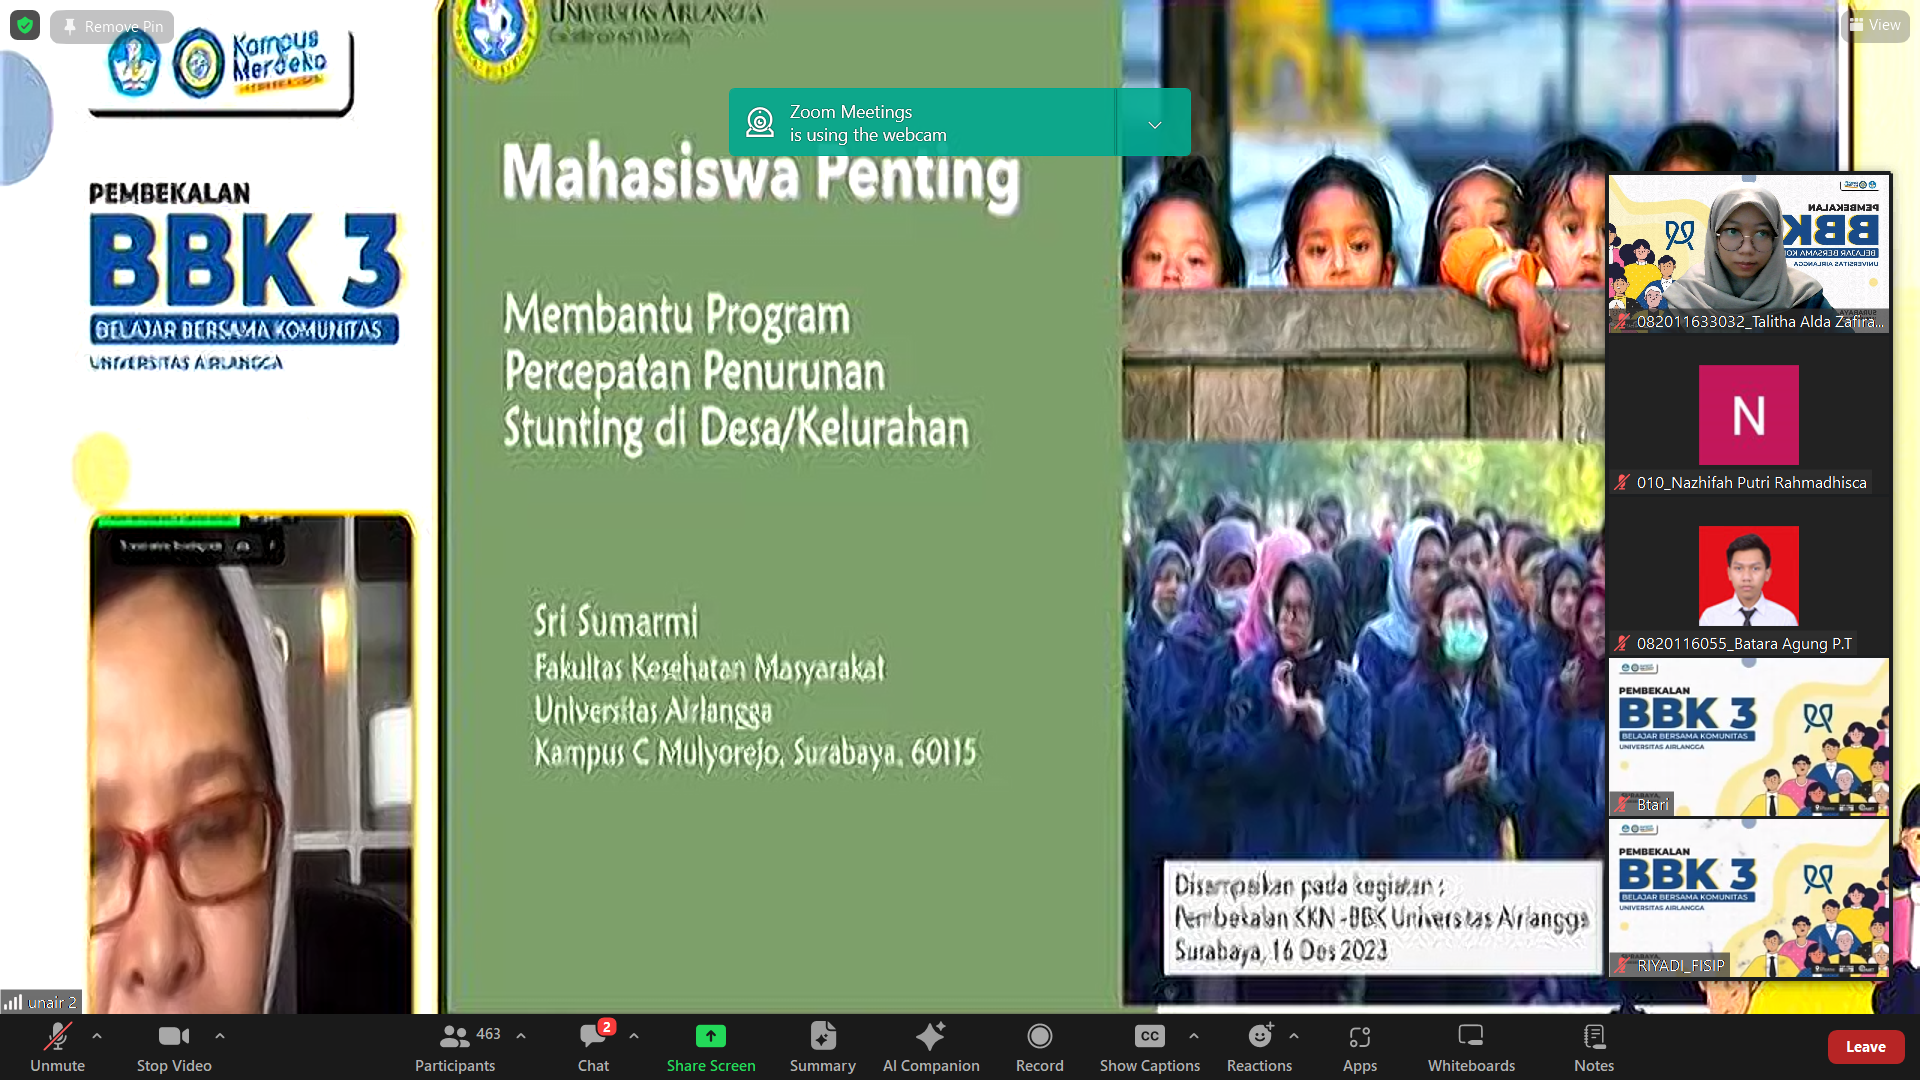 Remove Pin
View
Kampus
Merdeka
UNIVERSITAS AIRLANGGA
Zoom Meetings
is using the webcam
Mahasiswa Penting
PEMBEKALAN
BBK 3
BELAJAR BERSAMA KOMUNITAS
UNIVERSITAS AIRLANGGA
Membantu Program
Percepatan Penurunan
Stunting di Desa/Kelurahan
Sri Sumarmi
Fakultas Kesehatan Masyarakat
Universitas Airlangga
Kampus C Mulyorejo, Surabaya, 60115
Disampaikan pada kegiatan :
Pembekalan KKN -BBK Universitas Airlangga
Surabaya, 16 Des 2023
PEMBEKALAN
BBK
082011633032_Talitha Alda Zafira...
N
010_Nazhifah Putri Rahmadhisca
0820116055_Batara Agung P.T
PEMBEKALAN
BBK 3
BELAJAR BERSAMA KOMUNITAS
UNIVERSITAS AIRLANGGA
Btari
PEMBEKALAN
BBK 3
BELAJAR BERSAMA KOMUNITAS
UNIVERSITAS AIRLANGGA
RIYADI_FISIP
unair 2
Unmute
Stop Video
463
Participants
2
Chat
Share Screen
Summary
AI Companion
Record
CC
Show Captions
Reactions
Apps
Whiteboards
Notes
Leave